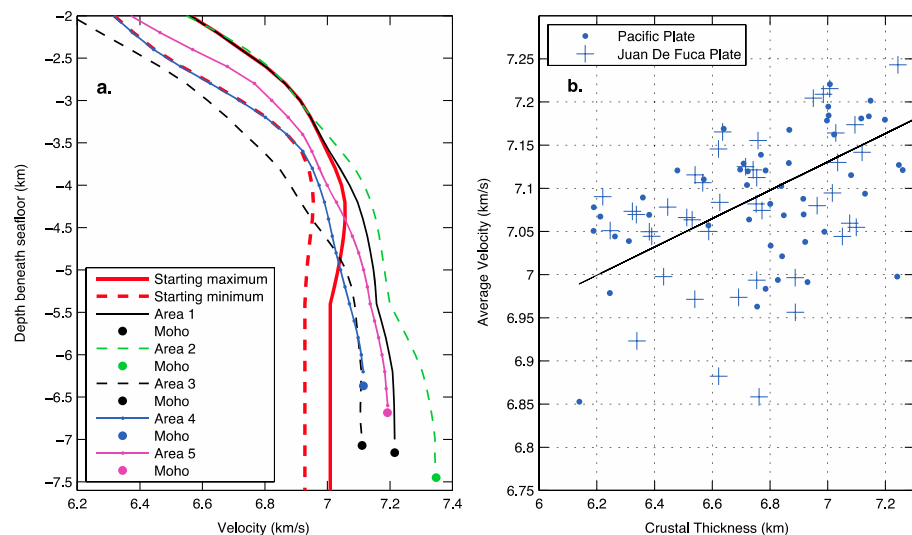 a.
Depth beneath seafloor (km)
-2
-2.5
-3
-3.5
-4
-4.5
-5
-5.5
-6
-6.5
-7
-7.5
Starting maximum
Starting minimum
Area 1
Moho
Area 2
Moho
Area 3
Moho
Area 4
Moho
Area 5
Moho
6.2 6.4 6.6 6.8 7 7.2 7.4
Velocity (km/s)
Pacific Plate
Juan De Fuca Plate
b.
Average Velocity (km/s)
7.25
7.2
7.15
7.1
7.05
7
6.95
6.9
6.85
6.8
6.75
6 6.2 6.4 6.6 6.8 7 7.2
Crustal Thickness (km)